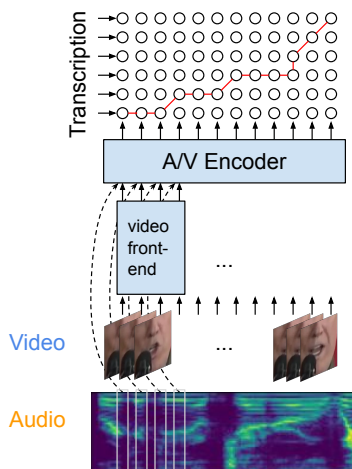 Transcription
A/V Encoder
video
front-
end
...
Video
...
Audio